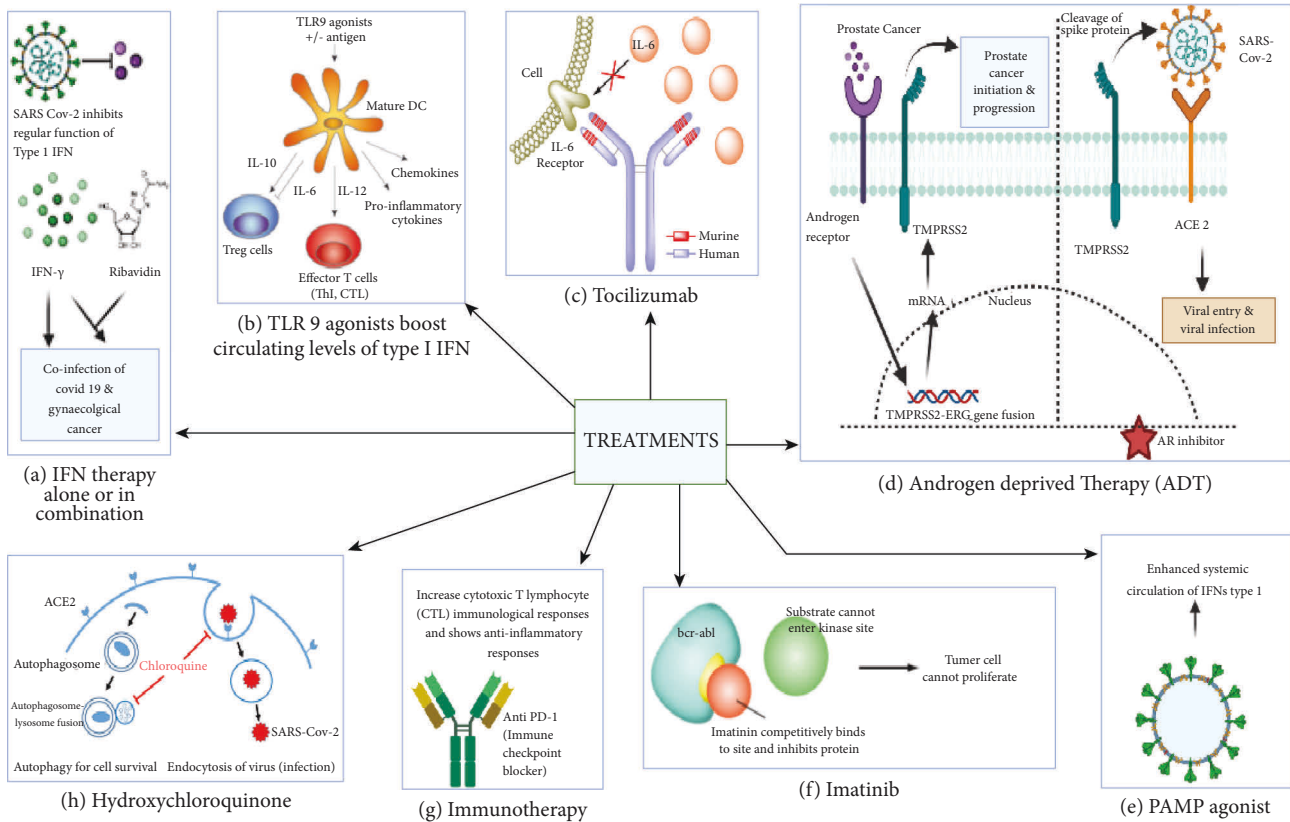 SARS Cov-2 inhibits
regular function of
Type 1 IFN
IFN-γ
Ribavidin
Co-infection of
covid 19 &
gynaecolgical
cancer
(a) IFN therapy
alone or in
combination
TLR9 agonists
+/- antigen
Mature DC
IL-10
IL-6
IL-12
Chemokines
Pro-inflammatory
cytokines
Treg cells
Effector T cells
(ThI, CTL)
(b) TLR 9 agonists boost
circulating levels of type I IFN
IL-6
Cell
IL-6
Receptor
Murine
Human
(c) Tocilizumab
Prostate Cancer
Prostate
cancer
initiation &
progression
Cleavage of
spike protein
SARS-
Cov-2
Androgen
receptor
TMPRSS2
TMPRSS2
ACE 2
mRNA
Nucleus
Viral entry &
viral infection
TMPRSS2-ERG gene fusion
AR inhibitor
(d) Androgen deprived Therapy (ADT)
TREATMENTS
ACE2
Autophagosome
Chloroquine
Autophagosome-
lysosome fusion
SARS-Cov-2
Autophagy for cell survival
Endocytosis of virus (infection)
(h) Hydroxychloroquinone
Increase cytotoxic T lymphocyte
(CTL) immunological responses
and shows anti-inflammatory
responses
Anti PD-1
(Immune
checkpoint
blocker)
(g) Immunotherapy
bcr-abl
Substrate cannot
enter kinase site
Tumer cell
cannot proliferate
Imatinin competitively binds
to site and inhibits protein
(f) Imatinib
Enhanced systemic
circulation of IFNs type 1
(e) PAMP agonist